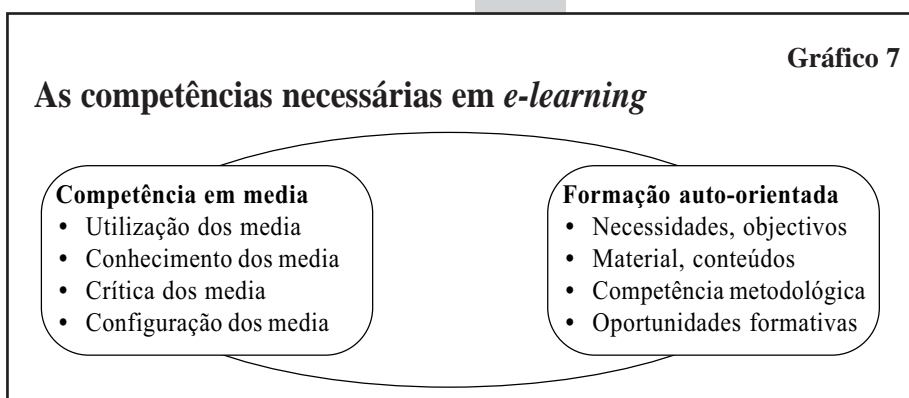 Gráfico 7
As competências necessárias em e-learning
Competência em media
• Utilização dos media
• Conhecimento dos media
• Crítica dos media
• Configuração dos media
Formação auto-orientada
• Necessidades, objectivos
• Material, conteúdos
• Competência metodológica
• Oportunidades formativas